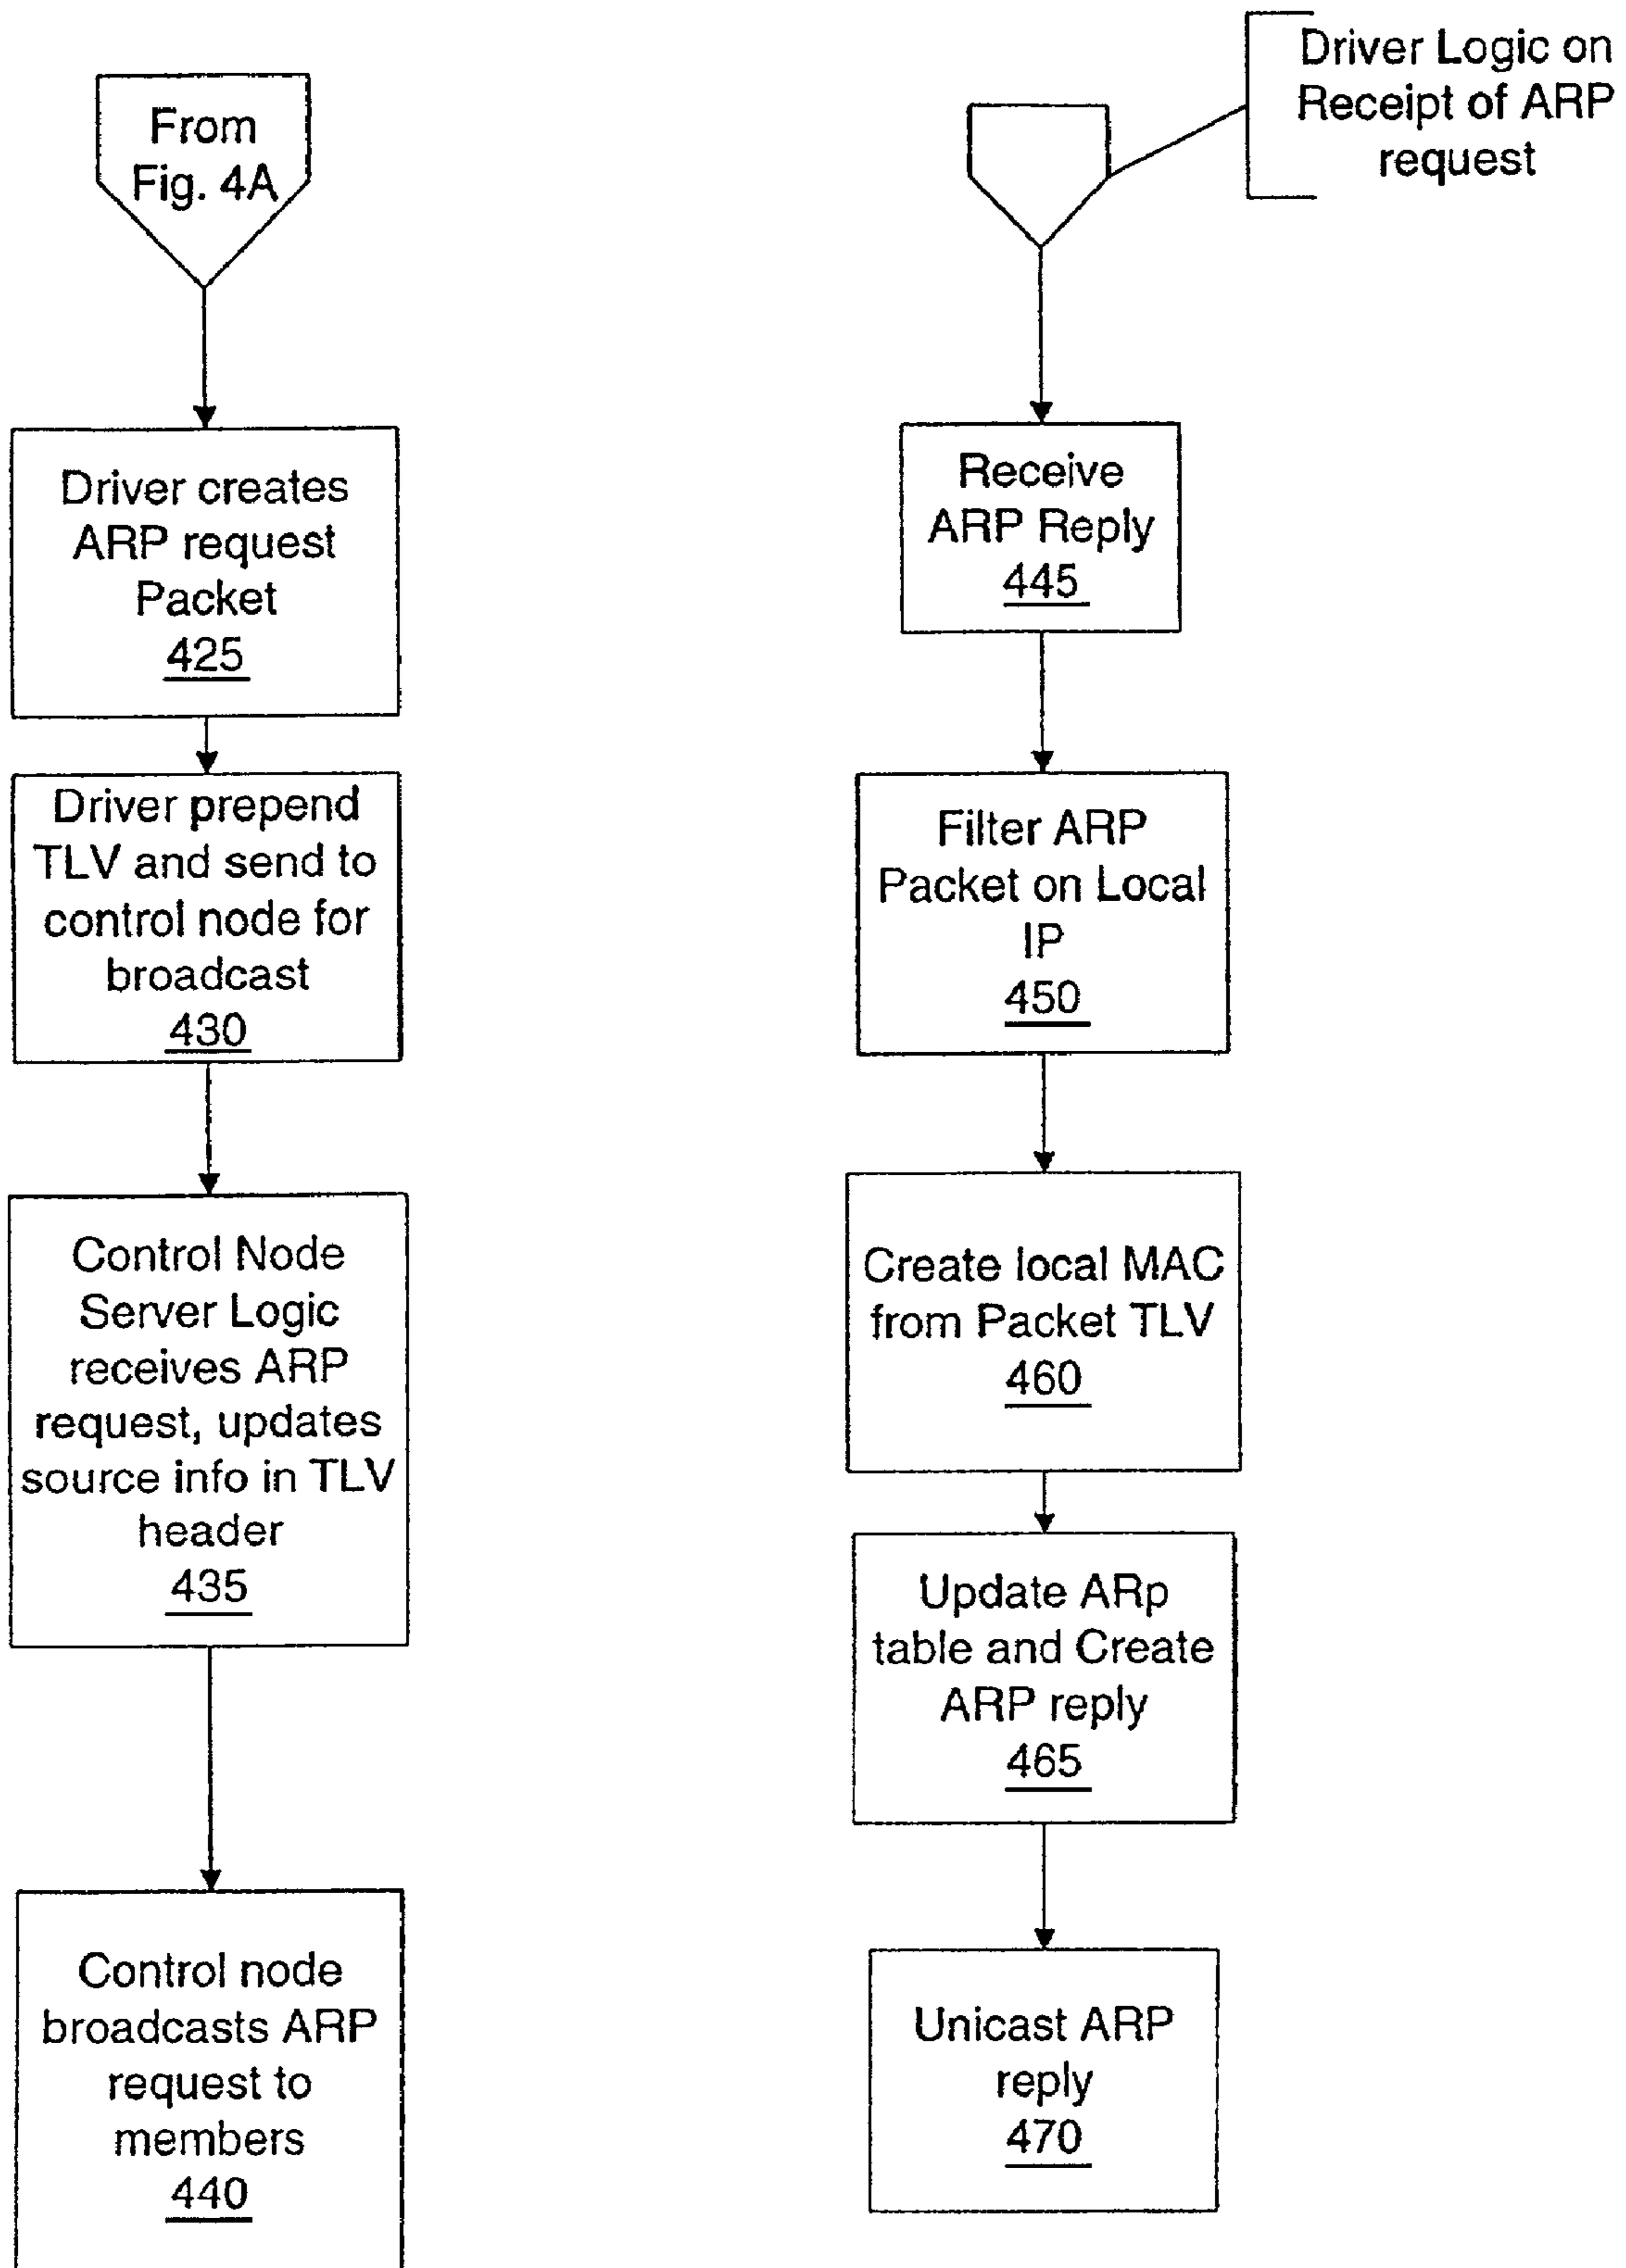 From
Fig. 4A
Driver creates
ARP request
Packet
425
Driver prepend
TLV and send to
control node for
broadcast
430
Control Node
Server Logic
receives ARP
request, updates
source info in TLV
header
435
Control node
broadcasts ARP
request to
members
440
Driver Logic on
Receipt of ARP
request
Receive
ARP Reply
445
Filter ARP
Packet on Local
IP
450
Create local MAC
from Packet TLV
460
Update ARp
table and Create
ARP reply
465
Unicast ARP
reply
470